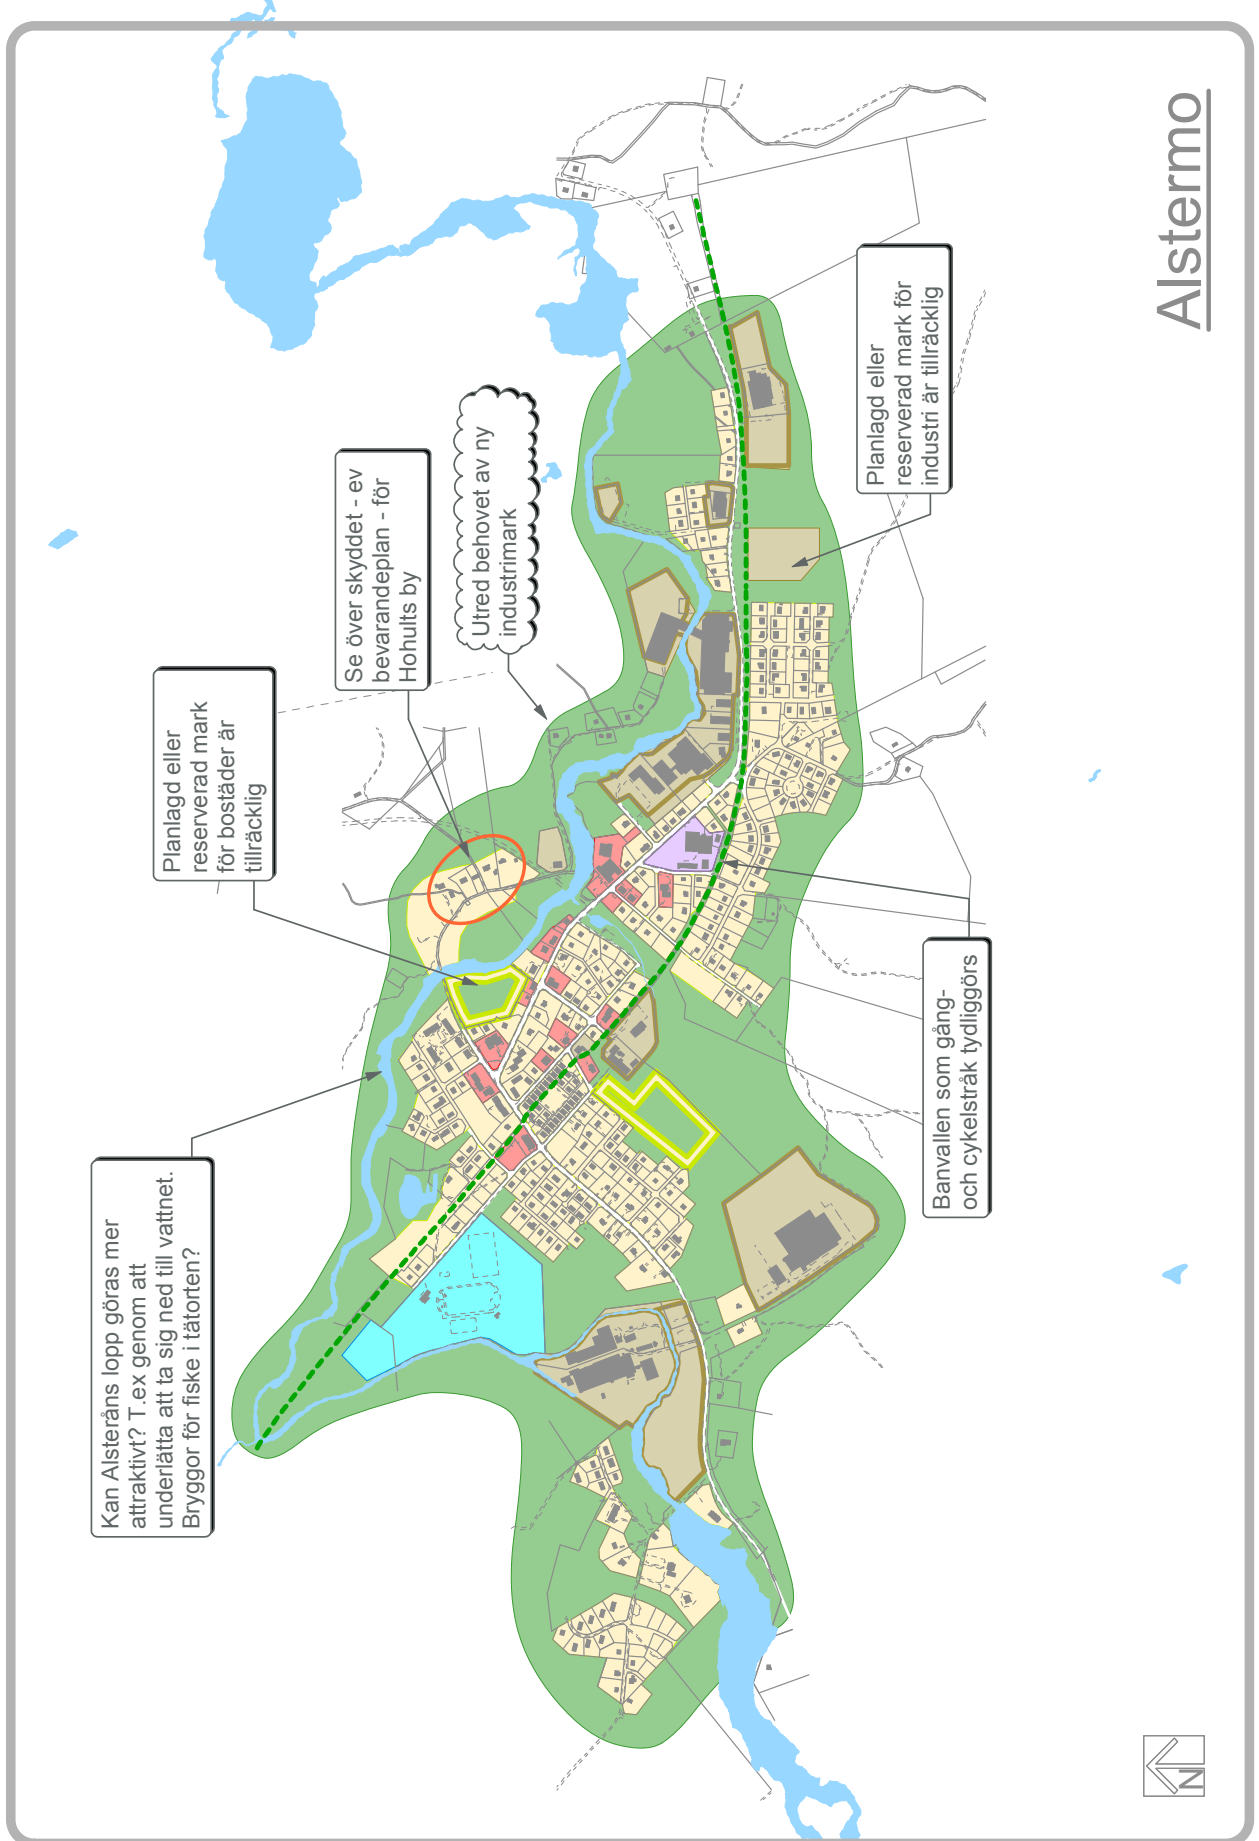 Alstermo
Kan Alsteråns lopp göras mer
attraktivt? T.ex genom att
underlätta att ta sig ned till vattnet.
Bryggor för fiske i tätorten?
Planlagd eller
reserverad mark
för bostäder är
tillräcklig
Se över skyddet - ev
bevarandeplan - för
Hohults by
Utred behovet av ny
industrimark
Planlagd eller
reserverad mark för
industri är tillräcklig
Banvallen som gång-
och cykelstråk tydliggörs
N